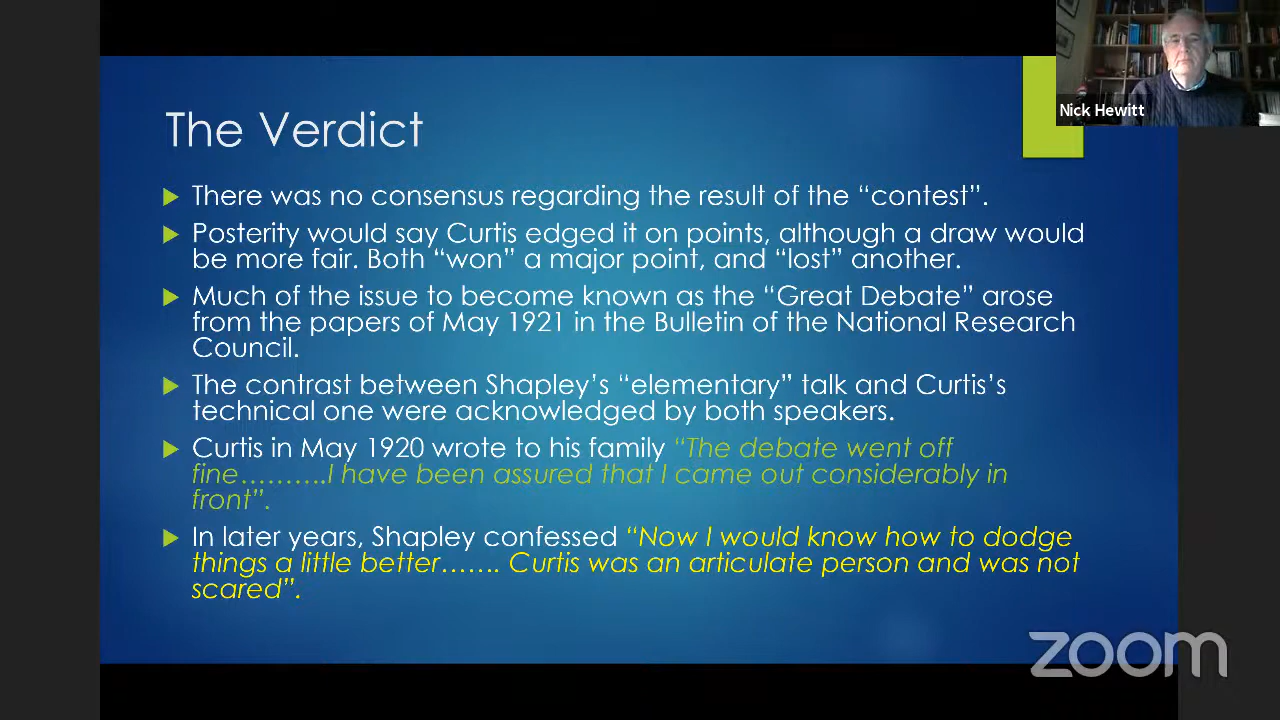 Nick Hewitt
The Verdict
There was no consensus regarding the result of the “contest”.
Posterity would say Curtis edged it on points, although a draw would
be more fair. Both “won” a major point, and “lost” another.
Much of the issue to become known as the “Great Debate” arose
from the papers of May 1921 in the Bulletin of the National Research
Council.
The contrast between Shapley’s “elementary” talk and Curtis’s
technical one were acknowledged by both speakers.
Curtis in May 1920 wrote to his family “The debate went off
fine……….I have been assured that I came out considerably in
front”.
In later years, Shapley confessed “Now I would know how to dodge
things a little better……. Curtis was an articulate person and was not
scared”.
zoom